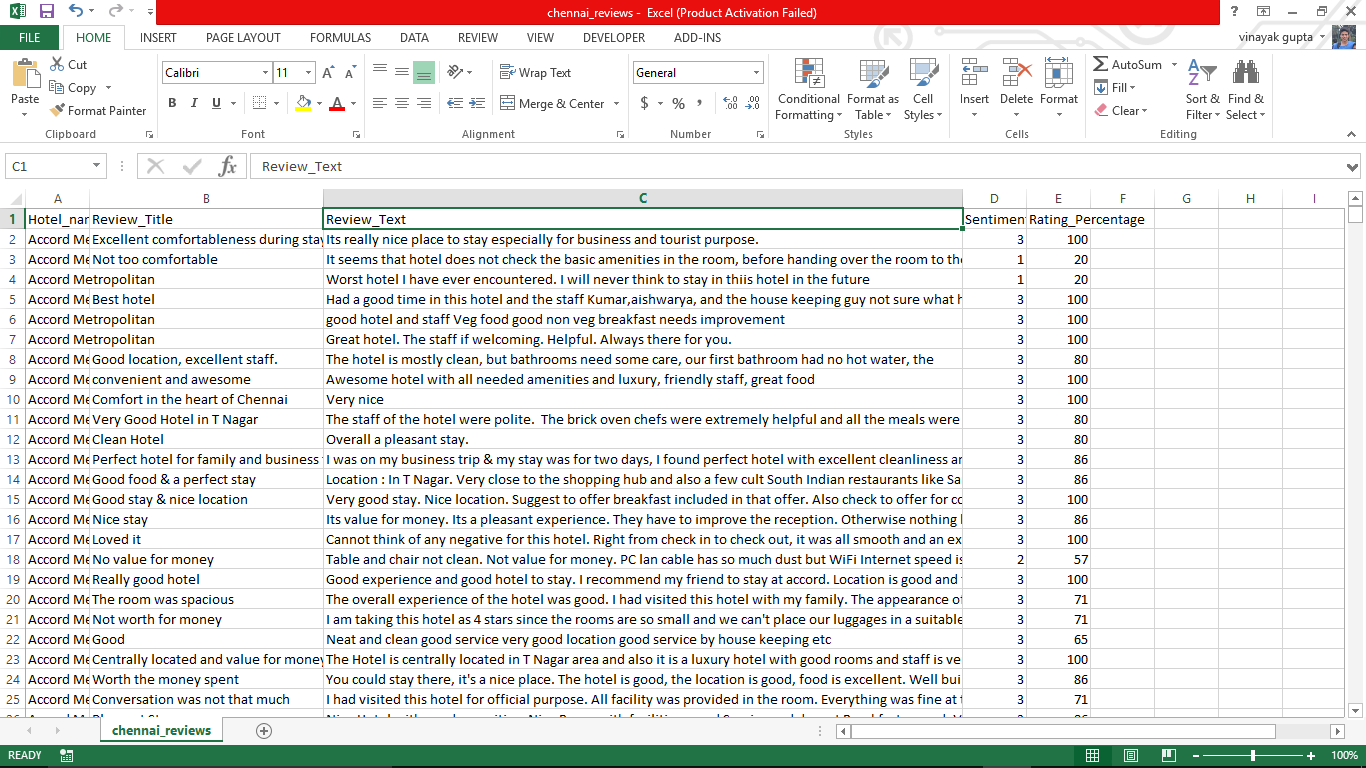 chennai_reviews - Excel (Product Activation Failed)
FILE HOME INSERT PAGE LAYOUT FORMULAS DATA REVIEW VIEW DEVELOPER ADD-INS vinayak gupta
Paste Cut Copy Format Painter
Calibri 11 B I U A
Wrap Text Merge & Center
General $ % ,
Conditional Formatting Format as Table Cell Styles
Insert Delete Format
AutoSum Fill Clear Sort & Filter Find & Select
Clipboard Font Alignment Number Styles Cells Editing
C1 fx Review_Text
A B C D E F G H I
1 Hotel_nar Review_Title Review_Text Sentimen Rating_Percentage
2 Accord Me Excellent comfortableness during stay Its really nice place to stay especially for business and tourist purpose. 3 100
3 Accord Me Not too comfortable It seems that hotel does not check the basic amenities in the room, before handing over the room to the 1 20
4 Accord Metropolitan Worst hotel I have ever encountered. I will never think to stay in thiis hotel in the future 1 20
5 Accord Me Best hotel Had a good time in this hotel and the staff Kumar,aishwarya, and the house keeping guy not sure what h 3 100
6 Accord Metropolitan good hotel and staff Veg food good non veg breakfast needs improvement 3 100
7 Accord Metropolitan Great hotel. The staff if welcoming. Helpful. Always there for you. 3 100
8 Accord Me Good location, excellent staff. The hotel is mostly clean, but bathrooms need some care, our first bathroom had no hot water, the 3 80
9 Accord Me convenient and awesome Awesome hotel with all needed amenities and luxury, friendly staff, great food 3 100
10 Accord Me Comfort in the heart of Chennai Very nice 3 100
11 Accord Me Very Good Hotel in T Nagar The staff of the hotel were polite.  The brick oven chefs were extremely helpful and all the meals were 3 80
12 Accord Me Clean Hotel Overall a pleasant stay. 3 80
13 Accord Me Perfect hotel for family and business I was on my business trip & my stay was for two days, I found perfect hotel with excellent cleanliness ar 3 86
14 Accord Me Good food & a perfect stay Location : In T Nagar. Very close to the shopping hub and also a few cult South Indian restaurants like Sa 3 86
15 Accord Me Good stay & nice location Very good stay. Nice location. Suggest to offer breakfast included in that offer. Also check to offer for cc 3 100
16 Accord Me Nice stay Its value for money. Its a pleasant experience. They have to improve the reception. Otherwise nothing 3 86
17 Accord Me Loved it Cannot think of any negative for this hotel. Right from check in to check out, it was all smooth and an ex 3 100
18 Accord Me No value for money Table and chair not clean. Not value for money. PC lan cable has so much dust but WiFi Internet speed is 2 57
19 Accord Me Really good hotel Good experience and good hotel to stay. I recommend my friend to stay at accord. Location is good and 3 100
20 Accord Me The room was spacious The overall experience of the hotel was good. I had visited this hotel with my family. The appearance of 3 71
21 Accord Me Not worth for money I am taking this hotel as 4 stars since the rooms are so small and we can't place our luggages in a suitable 3 71
22 Accord Me Good Neat and clean good service very good location good service by house keeping etc 3 65
23 Accord Me Centrally located and value for money The Hotel is centrally located in T Nagar area and also it is a luxury hotel with good rooms and staff is ve 3 100
24 Accord Me Worth the money spent You could stay there, it's a nice place. The hotel is good, the location is good, food is excellent. Well bui 3 86
25 Accord Me Conversation was not that much I had visited this hotel for official purpose. All facility was provided in the room. Everything was fine at 3 71
chennai_reviews
READY 100%